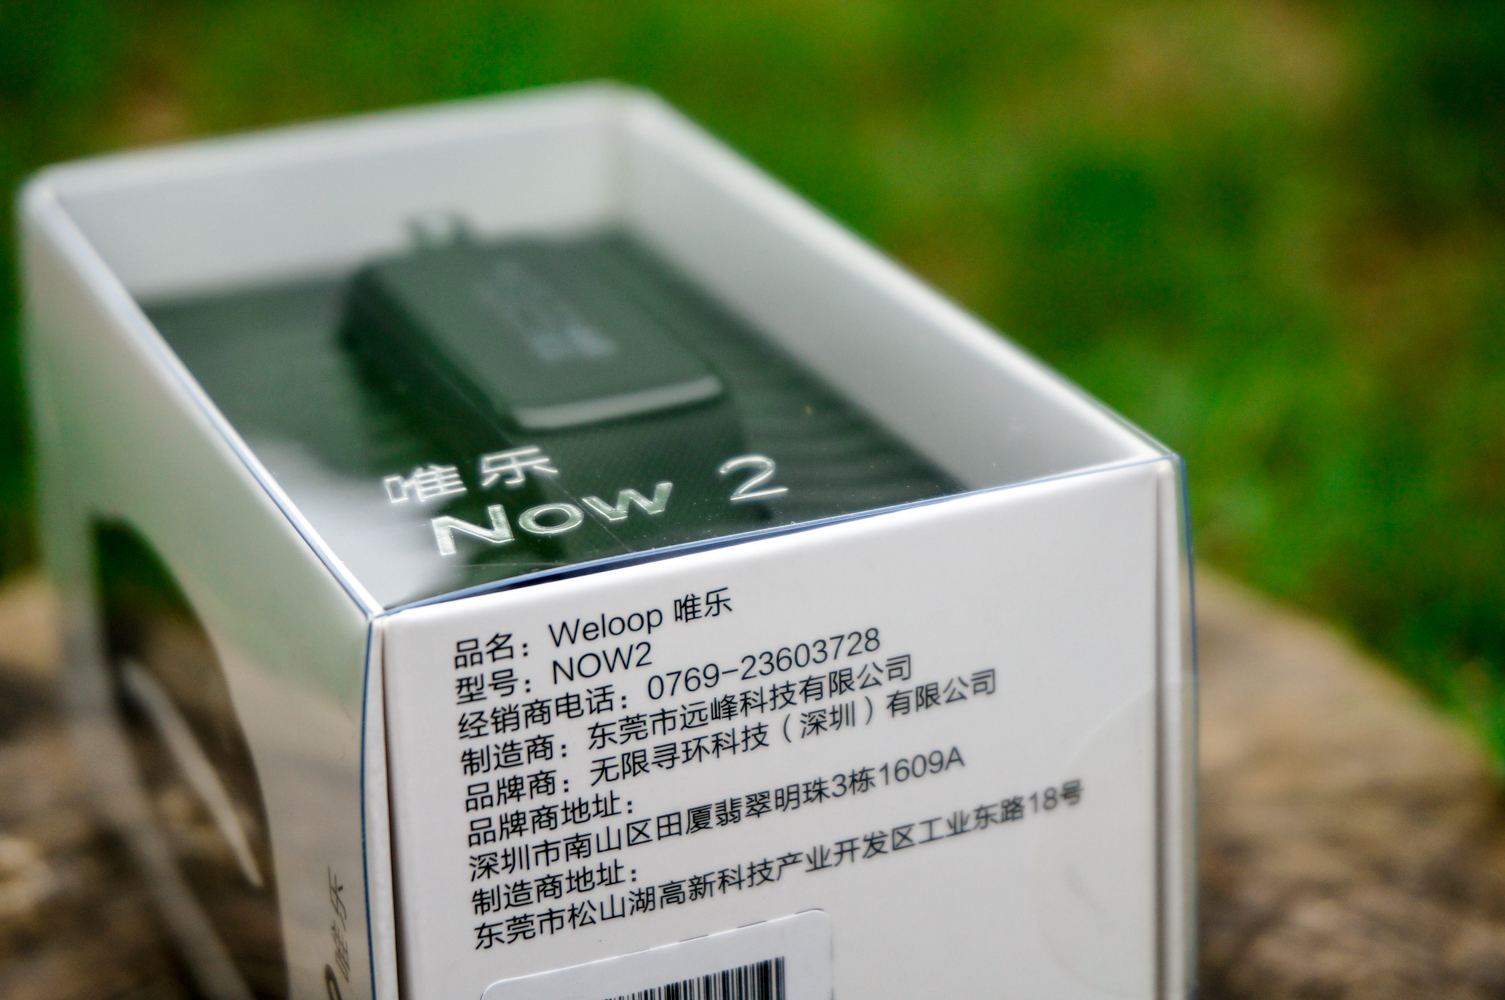 唯乐
NOW 2
品名：Weloop 唯乐
型号：NOW2
经销商电话：0769-23603728
制造商：东莞市远峰科技有限公司
品牌商：无限寻环科技（深圳）有限公司
品牌商地址：
深圳市南山区田厦翡翠明珠3栋1609A
制造商地址：
东莞市松山湖高新科技产业开发区工业东路18号
唯乐